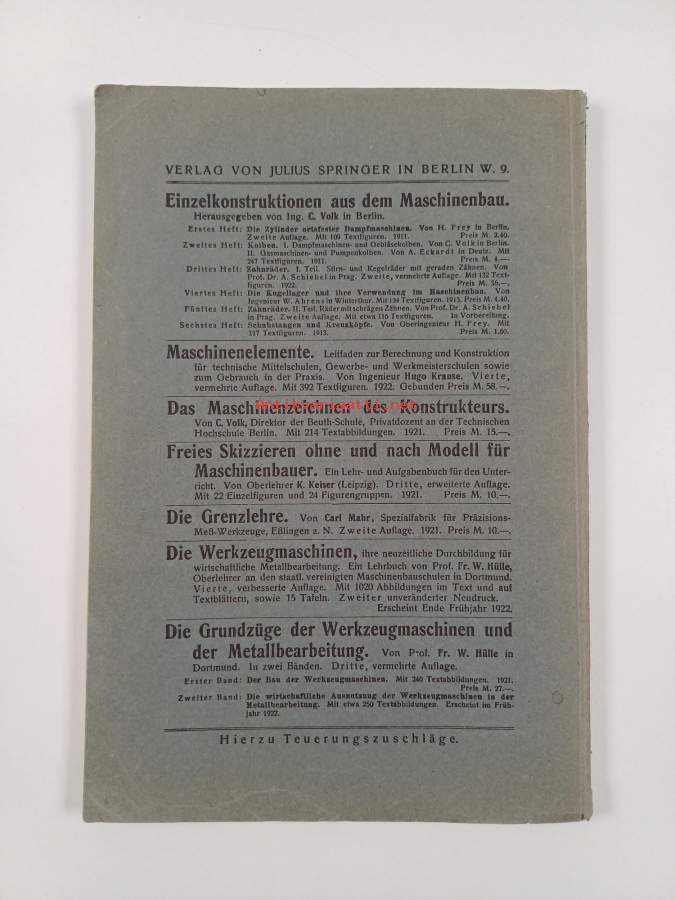 VERLAG VON JULIUS SPRINGER IN BERLIN W. 9.
Einzelkonstruktionen aus dem Maschinenbau.
Herausgegeben von Ing. C. Volk in Berlin.
Erstes Heft: Die Zylinder ortsfester Dampfmaschinen. Von H. Frey in Berlin.
Zweite Auflage. Mit 109 Textfiguren. 1911. Preis M. 2.40.
Zweites Heft: Kolben. I. Dampfmaschinen- und Gebläsekolben. Von C. Volk in Berlin.
II. Gasmaschinen- und Pumpenkolben. Von A. Eckardt in Deutz. Mit
247 Textfiguren. 1911. Preis M. 4.—
Drittes Heft: Zahnräder. I. Teil. Stirn- und Kegelräder mit geraden Zähnen. Von
Prof. Dr. A. Schiebel in Prag. Zweite, vermehrte Auflage. Mit 132 Text-
figuren. 1922. Preis M. 36.—.
Viertes Heft: Die Kugellager und ihre Verwendung im Maschinenbau. Von
Ingenieur W. Ahrens in Winterthur. Mit 134 Textfiguren. 1913. Preis M. 4.40.
Fünftes Heft: Zahnräder. II. Teil. Räder mit schrägen Zähnen. Von Prof. Dr. A. Schiebel
in Prag. Zweite Auflage. Mit etwa 116 Textfiguren. In Vorbereitung.
Sechstes Heft: Schubstangen und Kreuzköpfe. Von Oberingenieur H. Frey. Mit
117 Textfiguren. 1913. Preis M. 1.60.
Maschinenelemente. Leitfaden zur Berechnung und Konstruktion
für technische Mittelschulen, Gewerbe- und Werkmeisterschulen sowie
zum Gebrauch in der Praxis. Von Ingenieur Hugo Krause. Vierte,
vermehrte Auflage. Mit 392 Textfiguren. 1922. Gebunden Preis M. 58.—.
Das Maschinenzeichnen des Konstrukteurs.
Von C. Volk, Direktor der Beuth-Schule, Privatdozent an der Technischen
Hochschule Berlin. Mit 214 Textabbildungen. 1921. Preis M. 15.—.
Freies Skizzieren ohne und nach Modell für
Maschinenbauer. Ein Lehr- und Aufgabenbuch für den Unter-
richt. Von Oberlehrer K. Keiser (Leipzig). Dritte, erweiterte Auflage.
Mit 22 Einzelfiguren und 24 Figurengruppen. 1921. Preis M. 10.—.
Die Grenzlehre. Von Carl Mahr, Spezialfabrik für Präzisions-
Meß-Werkzeuge, Eßlingen a. N. Zweite Auflage. 1921. Preis M. 10.—.
Die Werkzeugmaschinen, ihre neuzeitliche Durchbildung für
wirtschaftliche Metallbearbeitung. Ein Lehrbuch von Prof. Fr. W. Hülle,
Oberlehrer an den staatl. vereinigten Maschinenbauschulen in Dortmund.
Vierte, verbesserte Auflage. Mit 1020 Abbildungen im Text und auf
Textblättern, sowie 15 Tafeln. Zweiter unveränderter Neudruck.
Erscheint Ende Frühjahr 1922.
Die Grundzüge der Werkzeugmaschinen und
der Metallbearbeitung. Von Prof. Fr. W. Hülle in
Dortmund. In zwei Bänden. Dritte, vermehrte Auflage.
Erster Band: Der Bau der Werkzeugmaschinen. Mit 240 Textabbildungen. 1921.
Preis M. 27.—.
Zweiter Band: Die wirtschaftliche Ausnutzung der Werkzeugmaschinen in der
Metallbearbeitung. Mit etwa 250 Textabbildungen. Erscheint im Früh-
jahr 1922.
Hierzu Teuerungszuschläge.